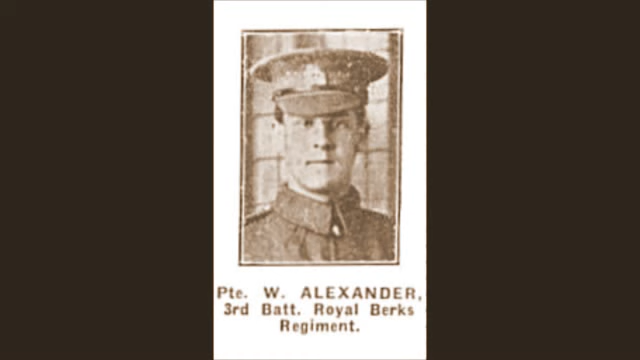 Pte. W. ALEXANDER,
3rd Batt. Royal Berks
Regiment.